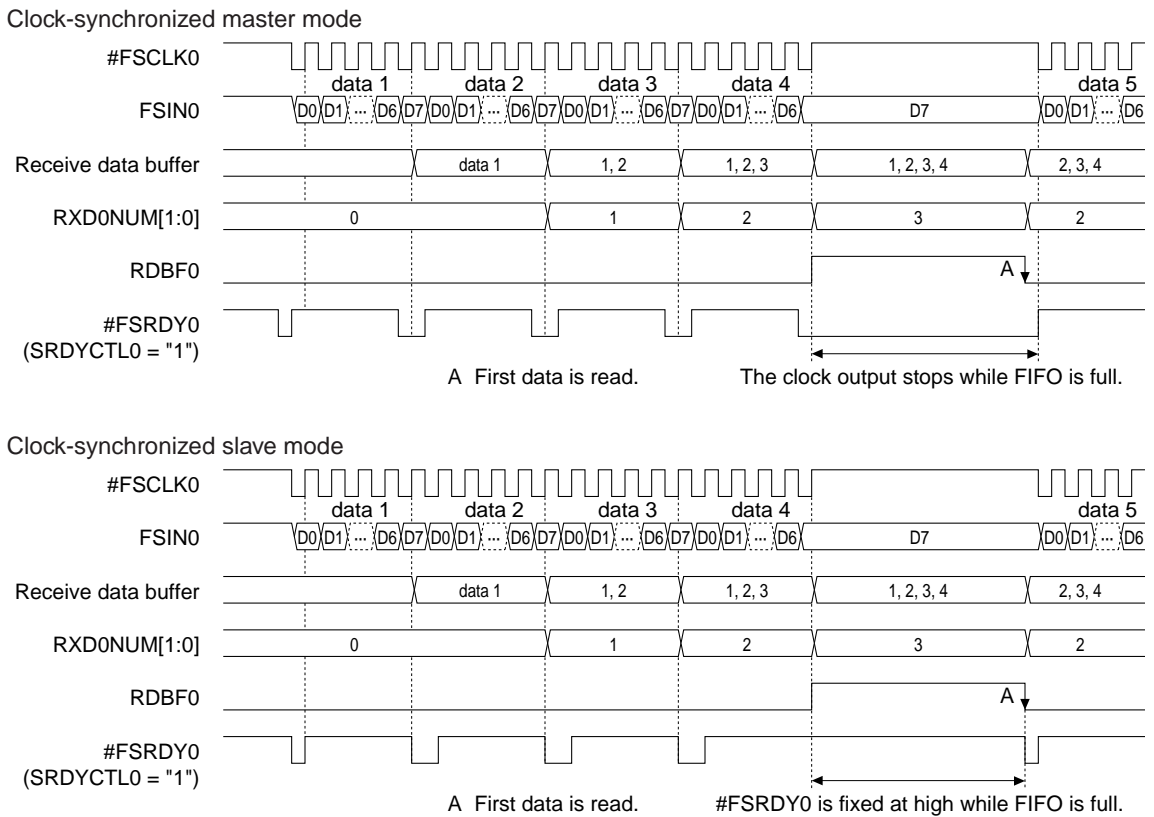 Clock-synchronized master mode
#FSCLK0
data 1 data 2 data 3 data 4 data 5
FSIN0 D0 D1 ... D6 D7 D0 D1 ... D6 D7 D0 D1 ... D6 D7 D0 D1 ... D6 D7 D0 D1 ... D6
Receive data buffer data 1 1, 2 1, 2, 3 1, 2, 3, 4 2, 3, 4
RXD0NUM[1:0] 0 1 2 3 2
RDBF0 A
#FSRDY0
(SRDYCTL0 = "1")
A First data is read. The clock output stops while FIFO is full.
Clock-synchronized slave mode
#FSCLK0
data 1 data 2 data 3 data 4 data 5
FSIN0 D0 D1 ... D6 D7 D0 D1 ... D6 D7 D0 D1 ... D6 D7 D0 D1 ... D6 D7 D0 D1 ... D6
Receive data buffer data 1 1, 2 1, 2, 3 1, 2, 3, 4 2, 3, 4
RXD0NUM[1:0] 0 1 2 3 2
RDBF0 A
#FSRDY0
(SRDYCTL0 = "1")
A First data is read. #FSRDY0 is fixed at high while FIFO is full.